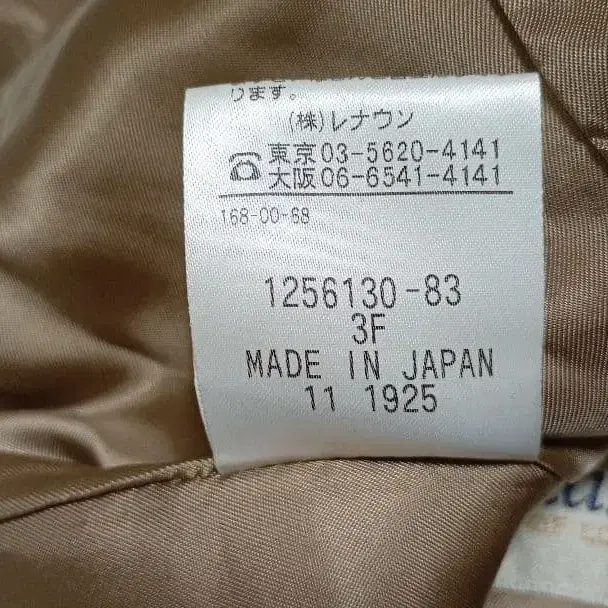 ります。
(株)レナウン
東京03-5620-4141
大阪06-6541-4141
168-00-68
1256130-83
3F
MADE IN JAPAN
11 1925